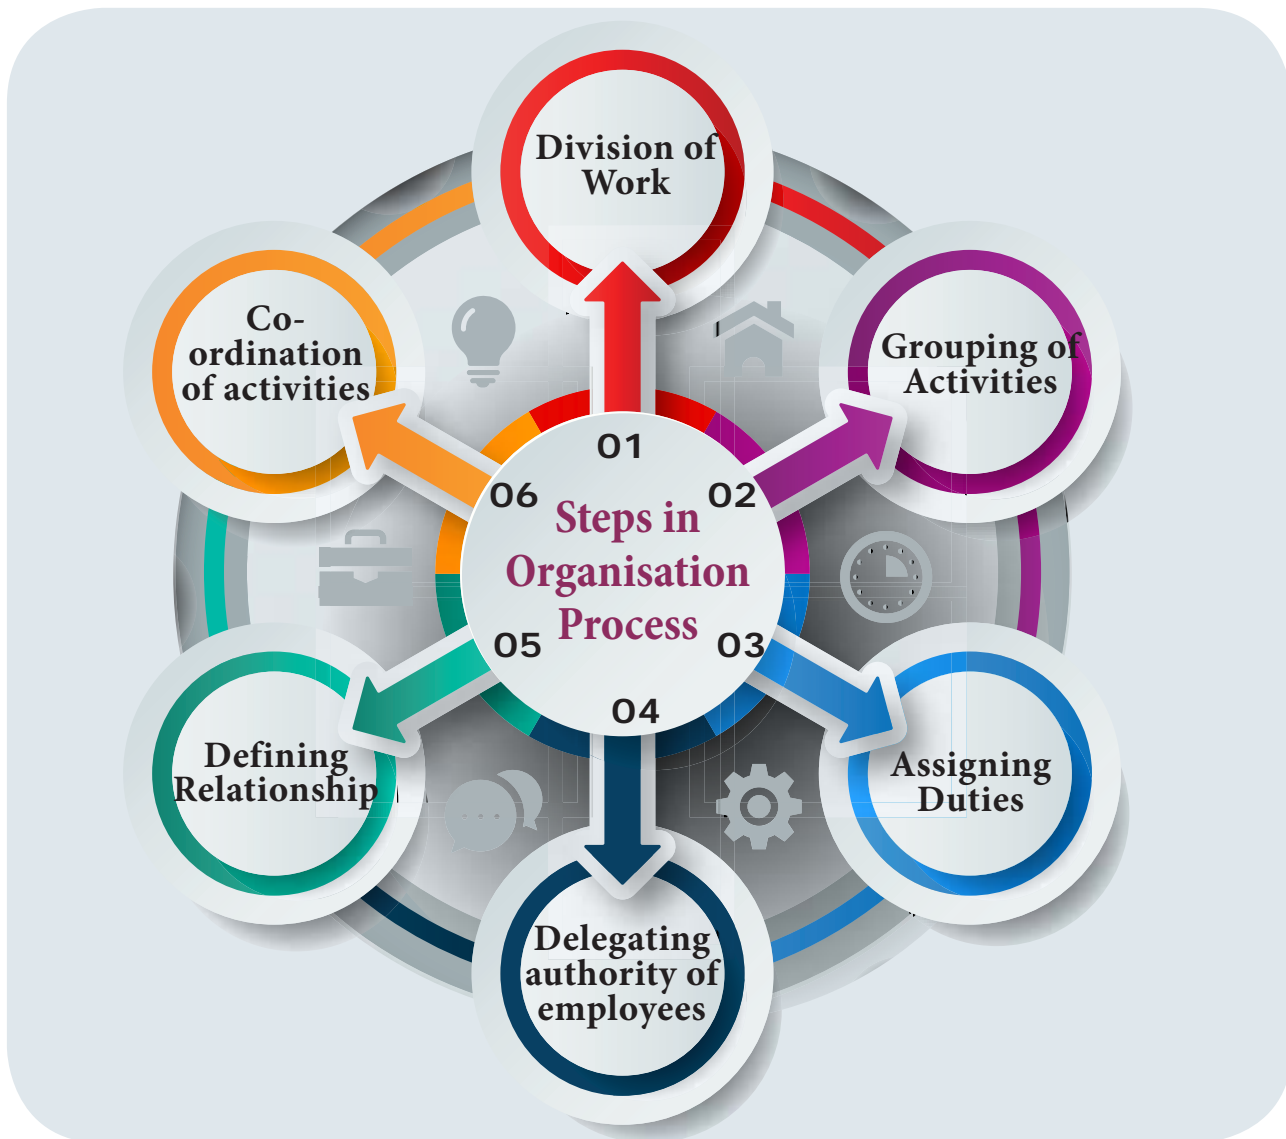 Division of
Work
Grouping of
Activities
Assigning
Duties
Delegating
authority of
employees
Defining
Relationship
Co-
ordination
of activities
01
02
03
04
05
06
Steps in
Organisation
Process